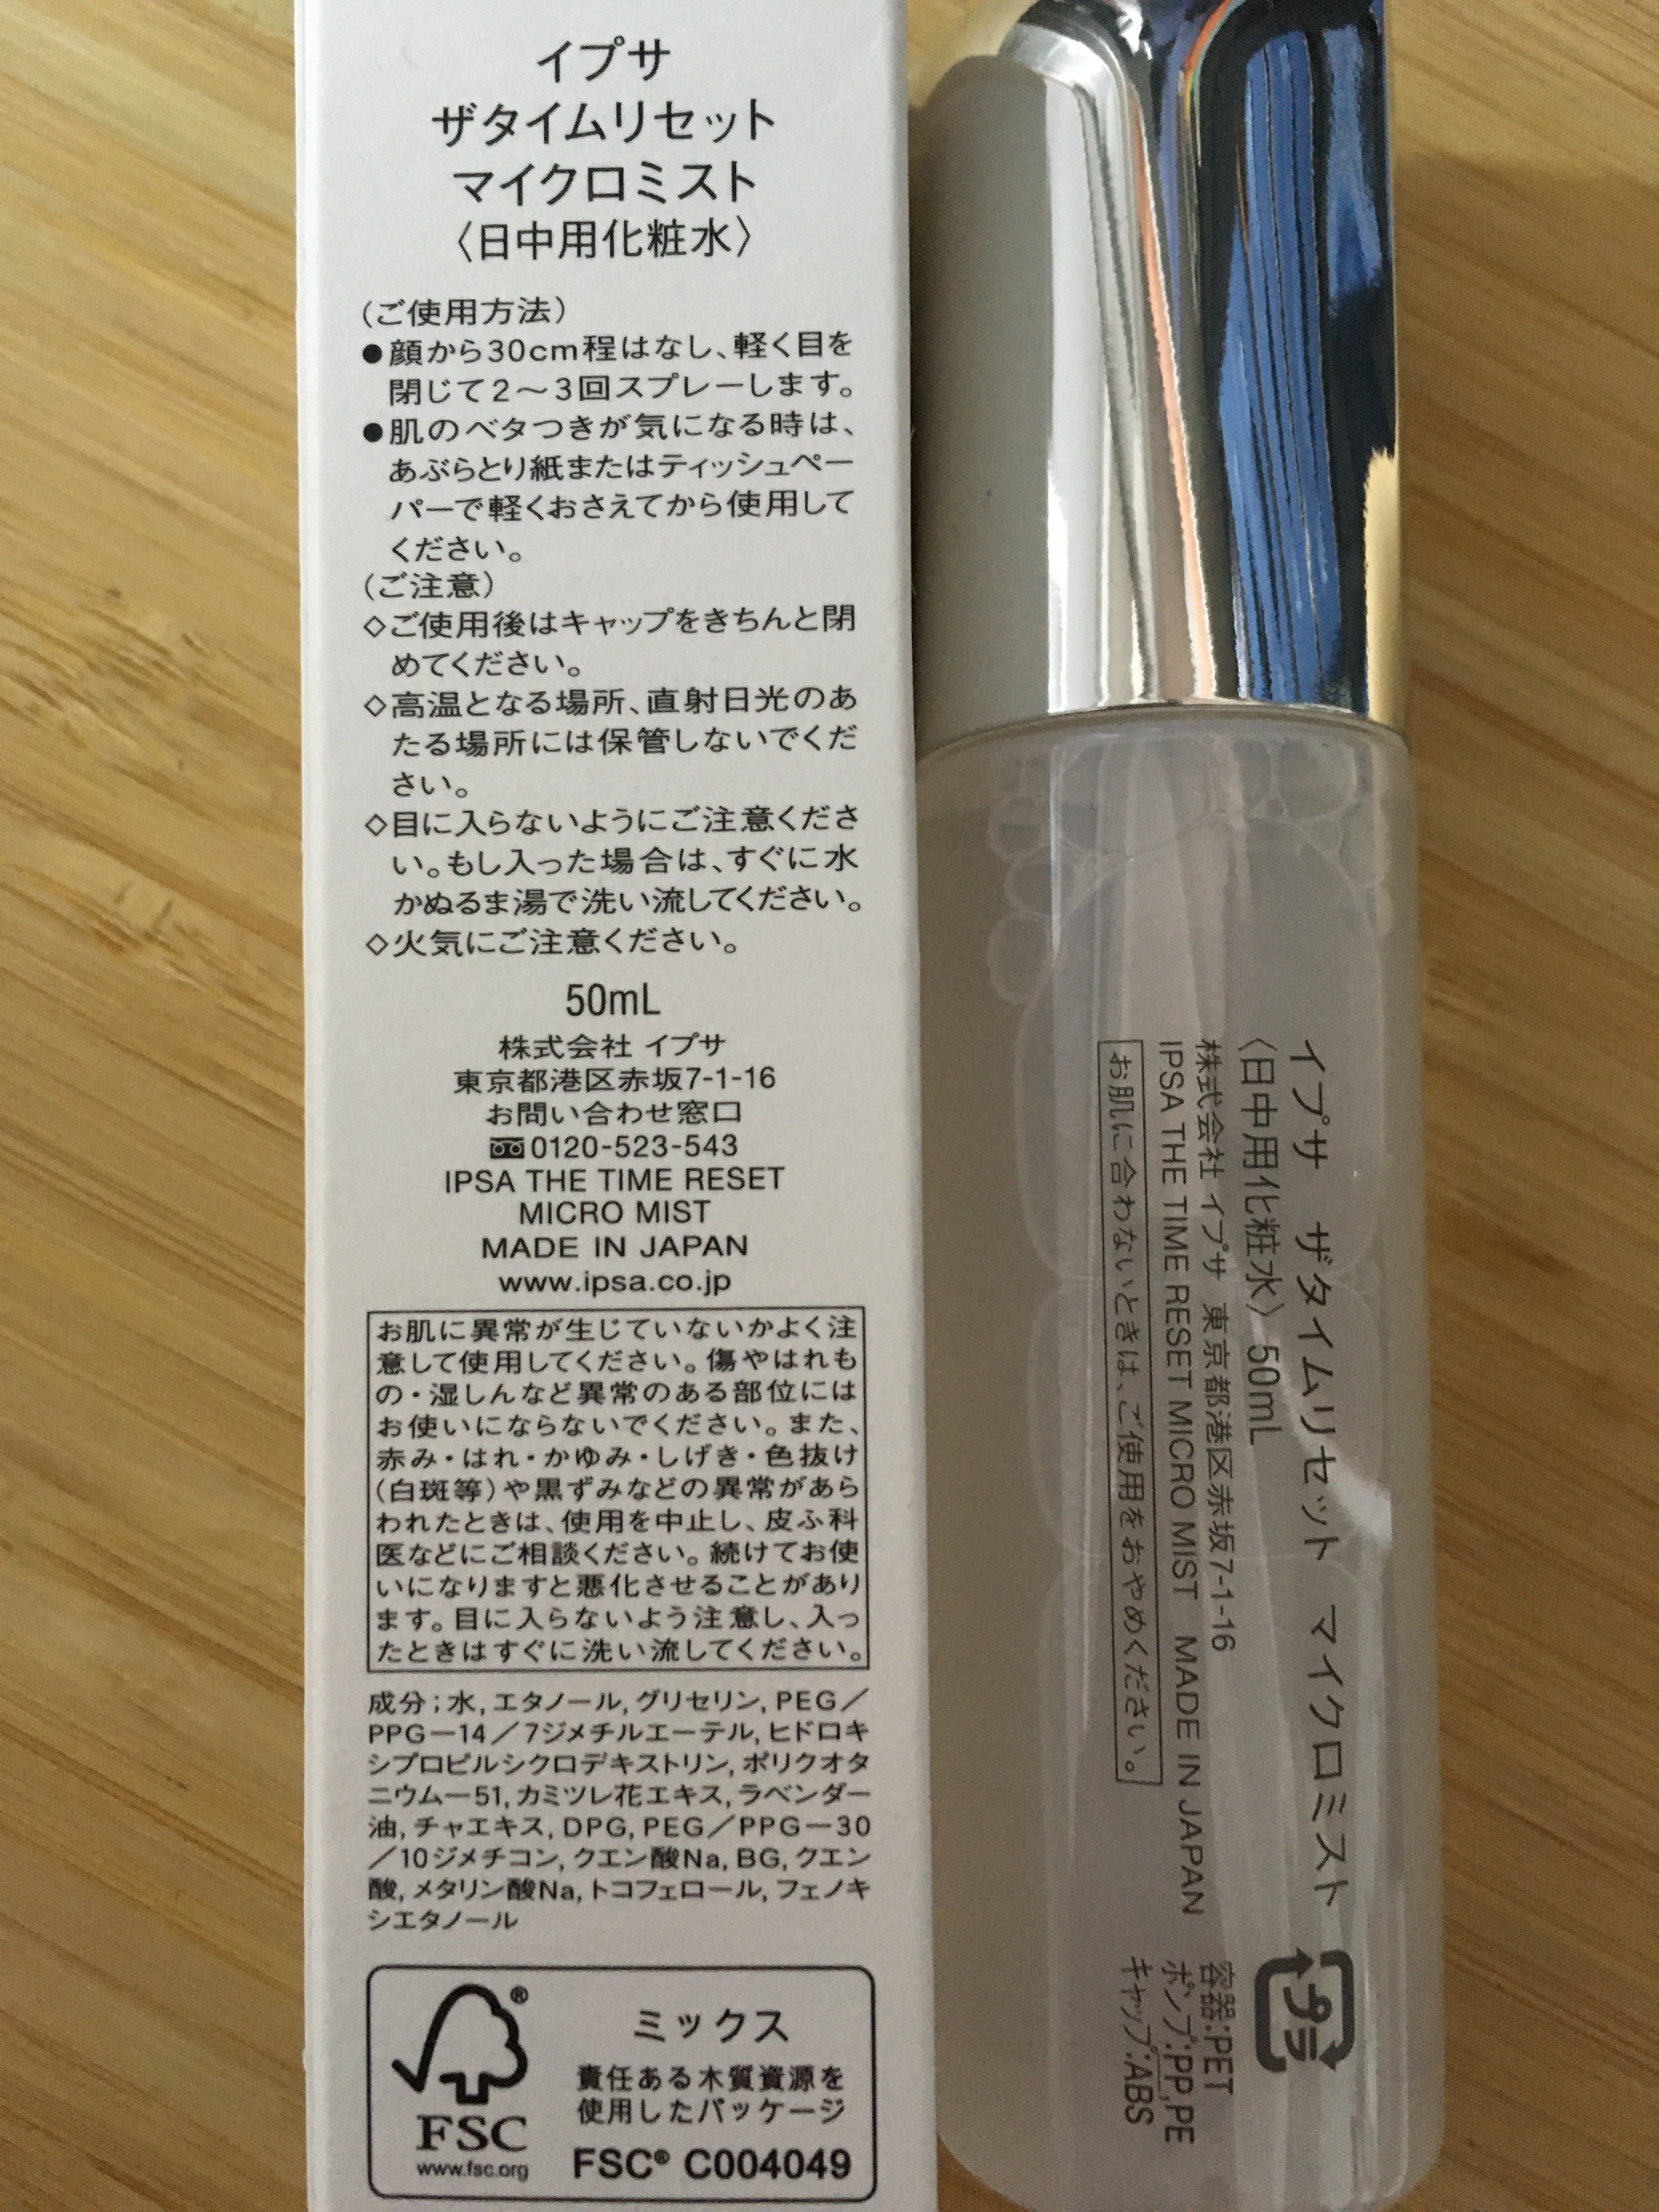 イプサ
ザタイムリセット
マイクロミスト
〈日中用化粧水〉
(ご使用方法)
●顔から30cm程はなし、軽く目を
閉じて2～3回スプレーします。
●肌のベタつきが気になる時は、
あぶらとり紙またはティッシュペー
パーで軽くおさえてから使用して
ください。
(ご注意)
◇ご使用後はキャップをきちんと閉
めてください。
◇高温となる場所、直射日光のあ
たる場所には保管しないでくだ
さい。
◇目に入らないようにご注意くださ
い。もし入った場合は、すぐに水
かぬるま湯で洗い流してください。
◇火気にご注意ください。
50mL
株式会社 イプサ
東京都港区赤坂7-1-16
お問い合わせ窓口
0120-523-543
IPSA THE TIME RESET
MICRO MIST
MADE IN JAPAN
www.ipsa.co.jp
お肌に異常が生じていないかよく注
意して使用してください。傷やはれも
の・湿しんなど異常のある部位には
お使いにならないでください。また、
赤み・はれ・かゆみ・しげき・色抜け
(白斑等)や黒ずみなどの異常があら
われたときは、使用を中止し、皮ふ科
医などにご相談ください。続けてお使
いになりますと悪化させることがあり
ます。目に入らないよう注意し、入っ
たときはすぐに洗い流してください。
成分;水,エタノール,グリセリン,PEG/
PPG-14/7ジメチルエーテル,ヒドロキ
シプロピルシクロデキストリン,ポリクオタ
ニウム-51,カミツレ花エキス,ラベンダー
油,チャエキス,DPG,PEG/PPG-30
/10ジメチコン,クエン酸Na,BG,クエン
酸,メタリン酸Na,トコフェロール,フェノキ
シエタノール
®
FSC
www.fsc.org
ミックス
責任ある木質資源を
使用したパッケージ
FSC® C004049
イプサ ザタイムリセット マイクロミスト
〈日中用化粧水〉50mL
株式会社 イプサ 東京都港区赤坂7-1-16
IPSA THE TIME RESET MICRO MIST MADE IN JAPAN
お肌に合わないときは、ご使用をおやめください。
プラ
容器:PET
ポンプ:PP,PE
キャップ:ABS